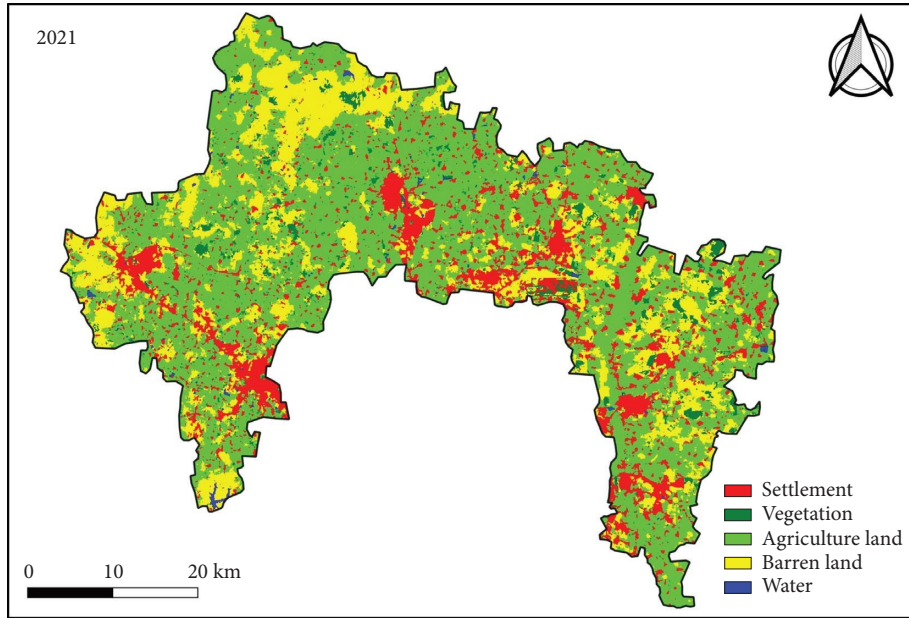 2021
Settlement
Vegetation
Agriculture land
Barren land
Water
0 10 20 km